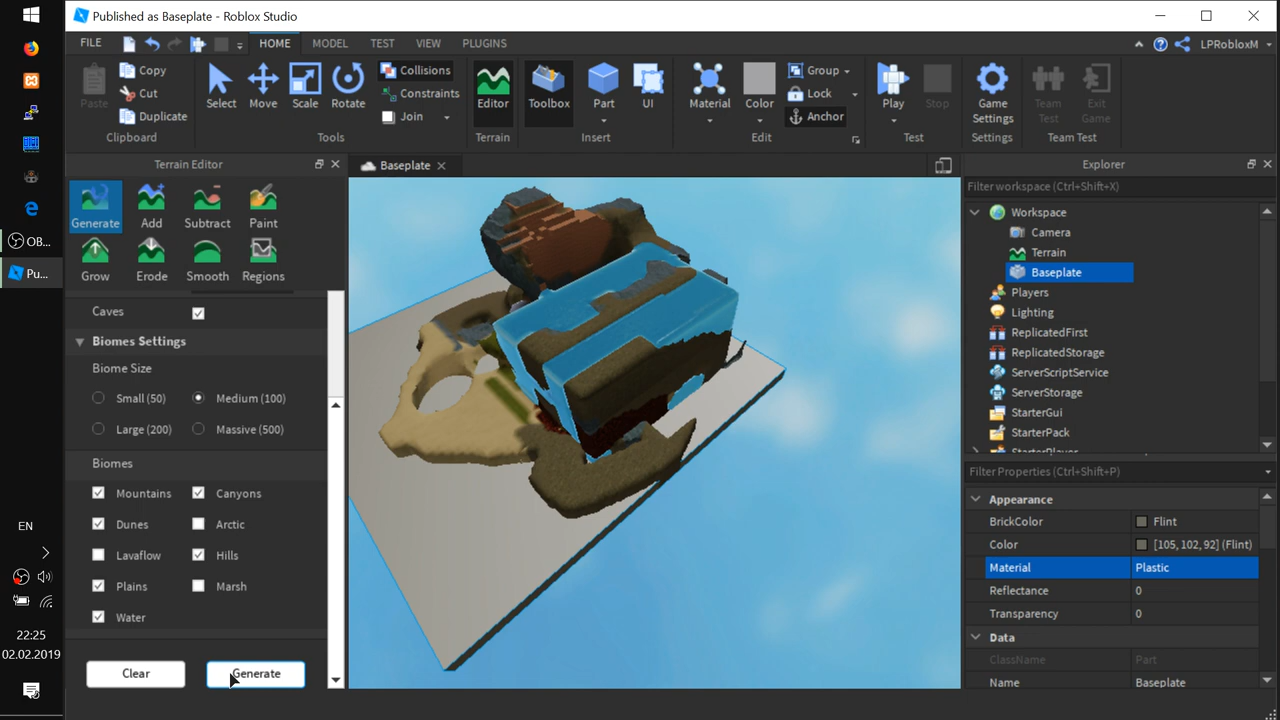 Published as Baseplate - Roblox Studio
FILE
HOME
MODEL
TEST
VIEW
PLUGINS
LPRobloxM
Paste
Copy
Cut
Duplicate
Clipboard
Select
Move
Scale
Rotate
Collisions
Constraints
Join
Tools
Editor
Terrain
Toolbox
Part
UI
Insert
Material
Color
Group
Lock
Anchor
Edit
Play
Stop
Test
Game
Settings
Settings
Team
Test
Exit
Game
Team Test
Terrain Editor
Generate
Add
Subtract
Paint
Grow
Erode
Smooth
Regions
Caves
Biomes Settings
Biome Size
Small (50)
Medium (100)
Large (200)
Massive (500)
Biomes
Mountains
Canyons
Dunes
Arctic
Lavaflow
Hills
Plains
Marsh
Water
Clear
Generate
Baseplate
Explorer
Filter workspace (Ctrl+Shift+X)
Workspace
Camera
Terrain
Baseplate
Players
Lighting
ReplicatedFirst
ReplicatedStorage
ServerScriptService
ServerStorage
StarterGui
StarterPack
StarterPlayer
Filter Properties (Ctrl+Shift+P)
Appearance
BrickColor Flint
Color [105, 102, 92] (Flint)
Material Plastic
Reflectance 0
Transparency 0
Data
ClassName Part
Name Baseplate
OB...
Pu...
EN
22:25
02.02.2019